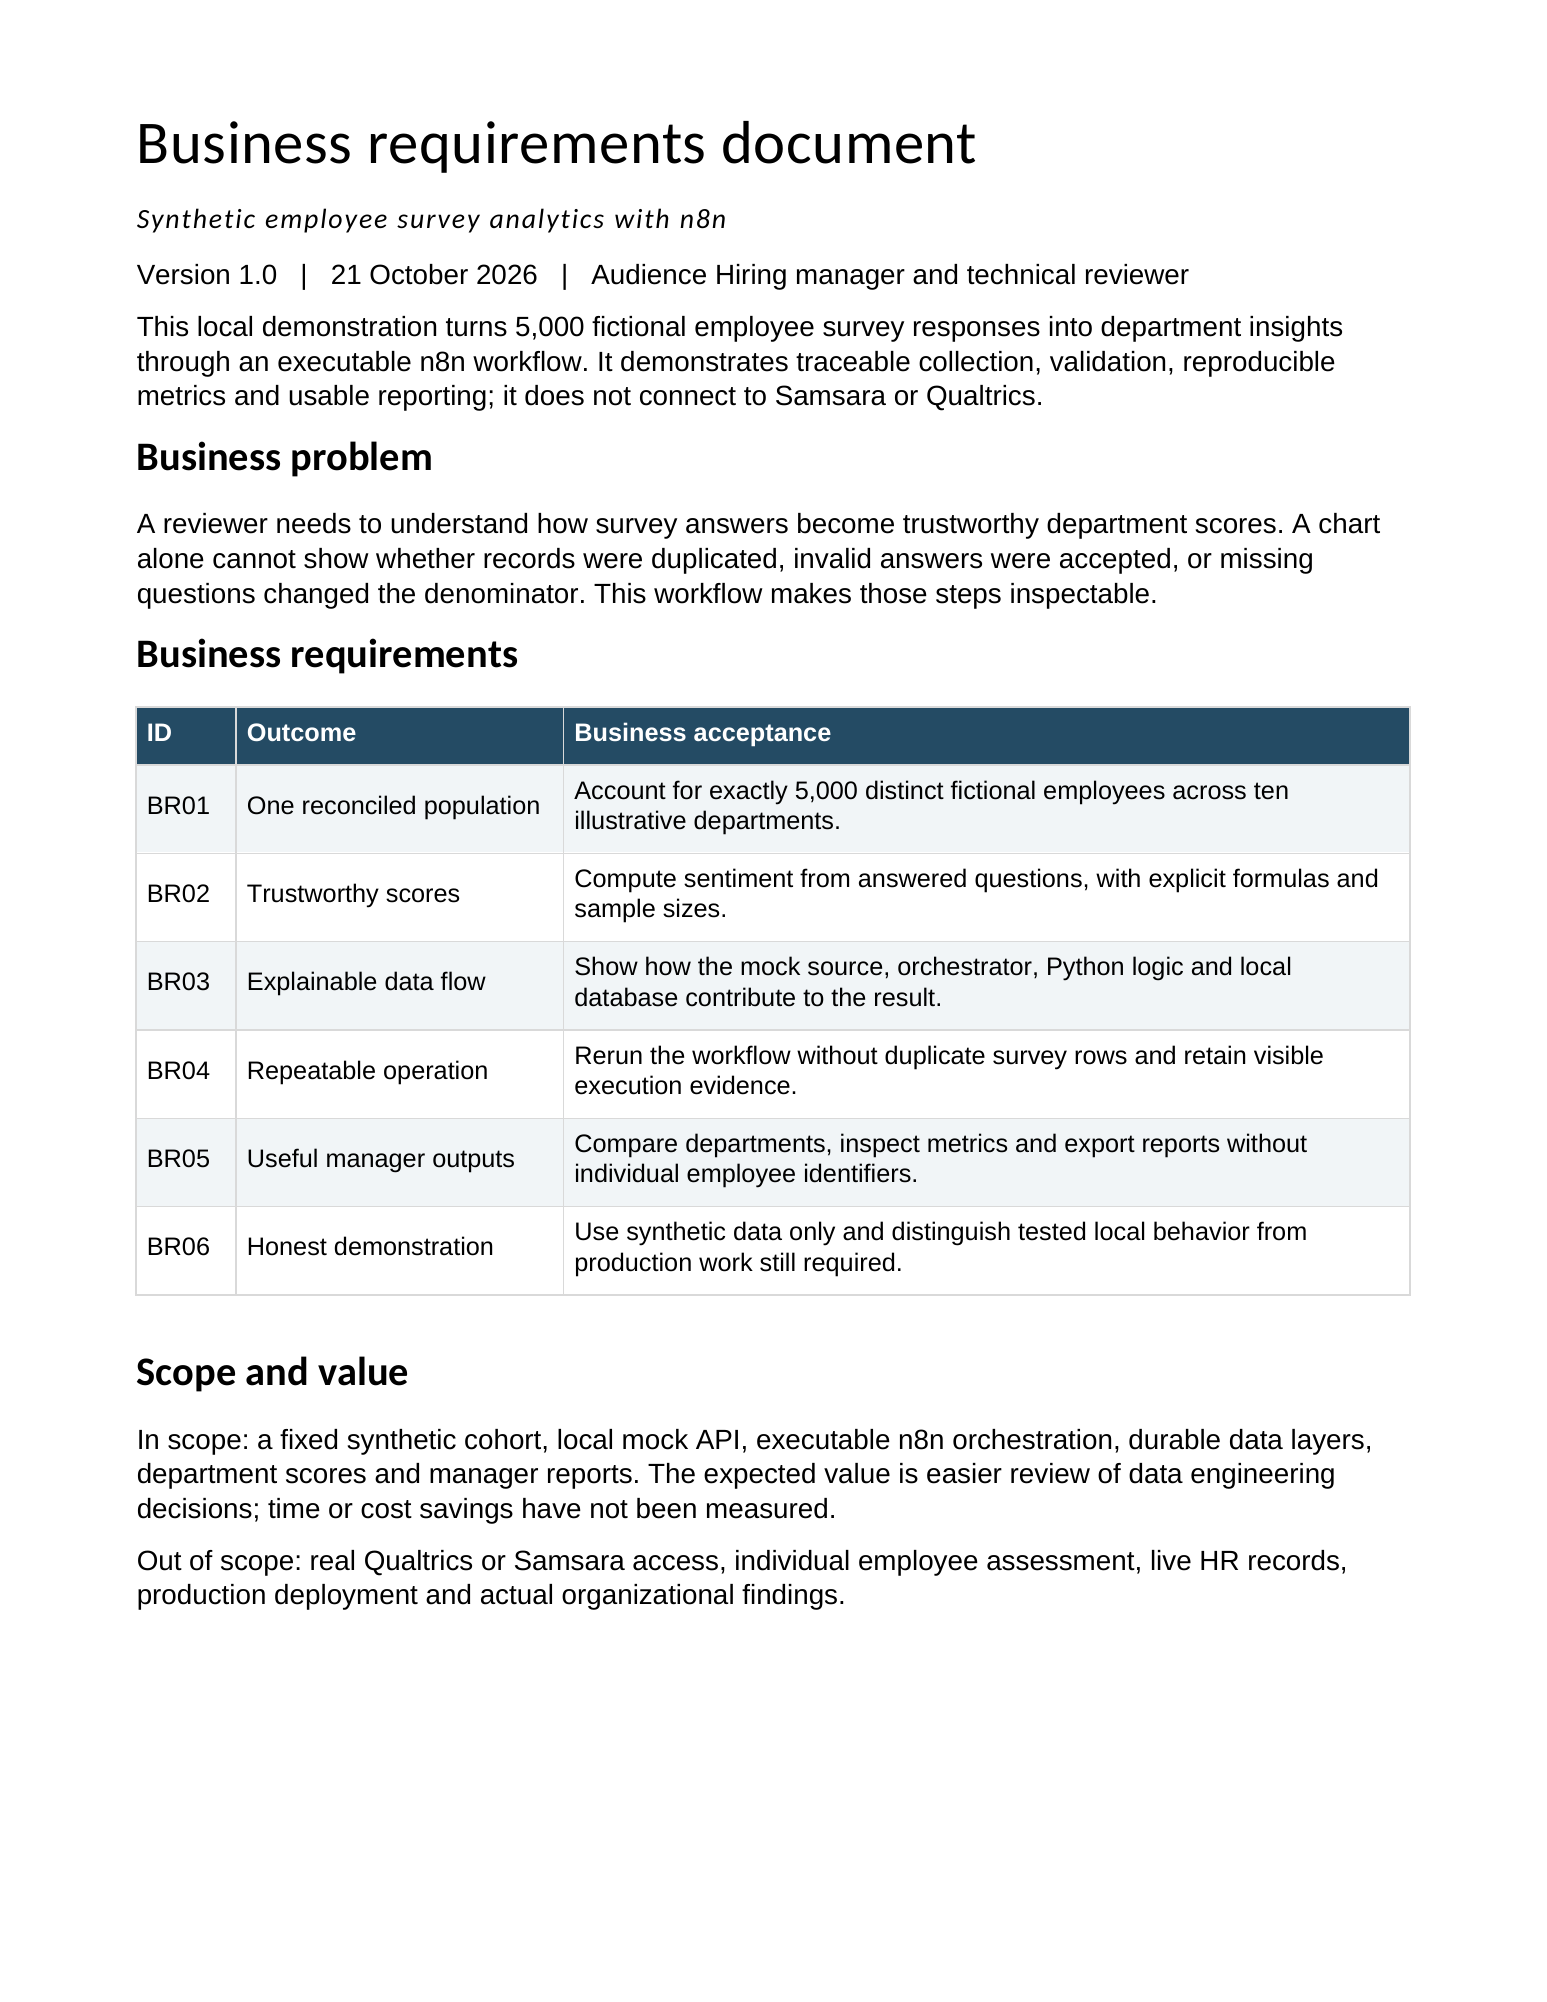 Business requirements document
Synthetic employee survey analytics with n8n
Version 1.0 | 21 October 2026 | Audience Hiring manager and technical reviewer
This local demonstration turns 5,000 fictional employee survey responses into department insights
through an executable n8n workflow. It demonstrates traceable collection, validation, reproducible
metrics and usable reporting; it does not connect to Samsara or Qualtrics.
Business problem
A reviewer needs to understand how survey answers become trustworthy department scores. A chart
alone cannot show whether records were duplicated, invalid answers were accepted, or missing
questions changed the denominator. This workflow makes those steps inspectable.
Business requirements
ID Outcome Business acceptance
BR01 One reconciled population Account for exactly 5,000 distinct fictional employees across ten
illustrative departments.
BR02 Trustworthy scores Compute sentiment from answered questions, with explicit formulas and
sample sizes.
BR03 Explainable data flow Show how the mock source, orchestrator, Python logic and local
database contribute to the result.
BR04 Repeatable operation Rerun the workflow without duplicate survey rows and retain visible
execution evidence.
BR05 Useful manager outputs Compare departments, inspect metrics and export reports without
individual employee identifiers.
BR06 Honest demonstration Use synthetic data only and distinguish tested local behavior from
production work still required.
Scope and value
In scope: a fixed synthetic cohort, local mock API, executable n8n orchestration, durable data layers,
department scores and manager reports. The expected value is easier review of data engineering
decisions; time or cost savings have not been measured.
Out of scope: real Qualtrics or Samsara access, individual employee assessment, live HR records,
production deployment and actual organizational findings.